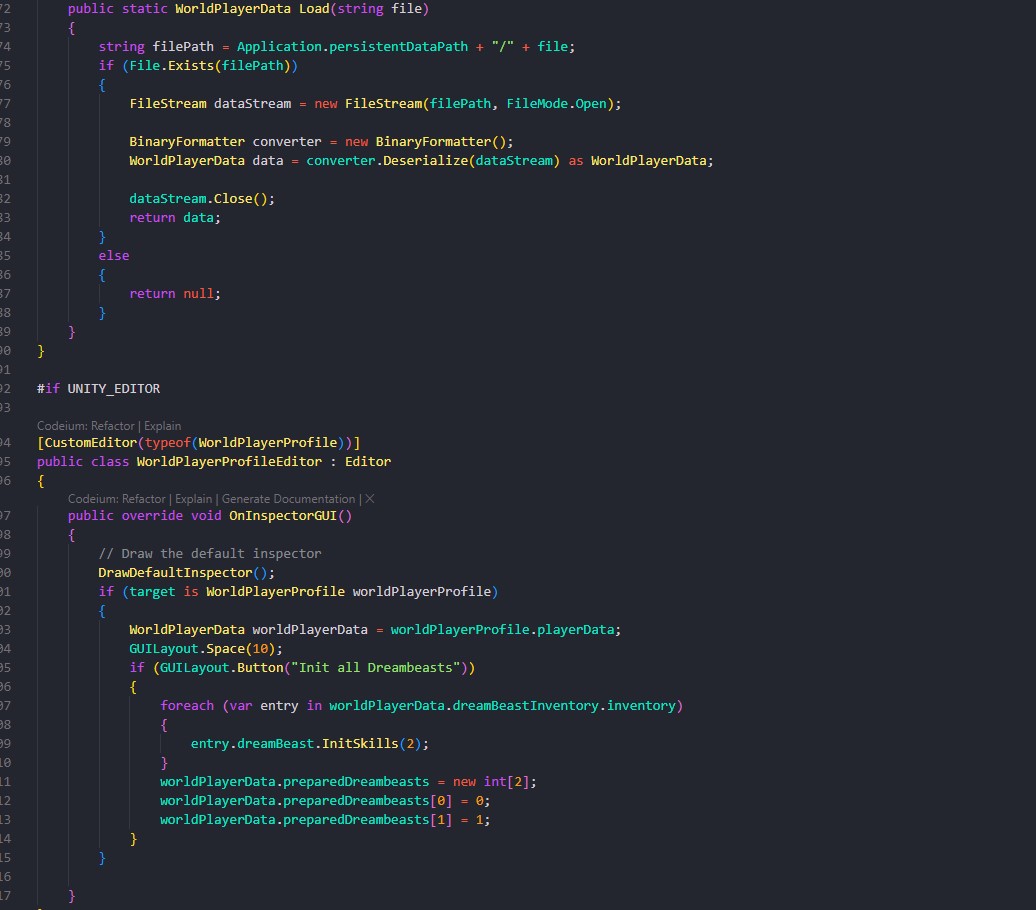 72 public static WorldPlayerData Load(string file)
73 {
74 string filePath = Application.persistentDataPath + "/" + file;
75 if (File.Exists(filePath))
76 {
77 FileStream dataStream = new FileStream(filePath, FileMode.Open);
78
79 BinaryFormatter converter = new BinaryFormatter();
80 WorldPlayerData data = converter.Deserialize(dataStream) as WorldPlayerData;
81
82 dataStream.Close();
83 return data;
84 }
85 else
86 {
87 return null;
88 }
89 }
90 }
91
92 #if UNITY_EDITOR
93
Codeium: Refactor | Explain
94 [CustomEditor(typeof(WorldPlayerProfile))]
95 public class WorldPlayerProfileEditor : Editor
96 {
Codeium: Refactor | Explain | Generate Documentation | X
97 public override void OnInspectorGUI()
98 {
99 // Draw the default inspector
00 DrawDefaultInspector();
01 if (target is WorldPlayerProfile worldPlayerProfile)
02 {
03 WorldPlayerData worldPlayerData = worldPlayerProfile.playerData;
04 GUILayout.Space(10);
05 if (GUILayout.Button("Init all Dreambeasts"))
06 {
07 foreach (var entry in worldPlayerData.dreamBeastInventory.inventory)
08 {
09 entry.dreamBeast.InitSkills(2);
10 }
11 worldPlayerData.preparedDreambeasts = new int[2];
12 worldPlayerData.preparedDreambeasts[0] = 0;
13 worldPlayerData.preparedDreambeasts[1] = 1;
14 }
15 }
16
17 }